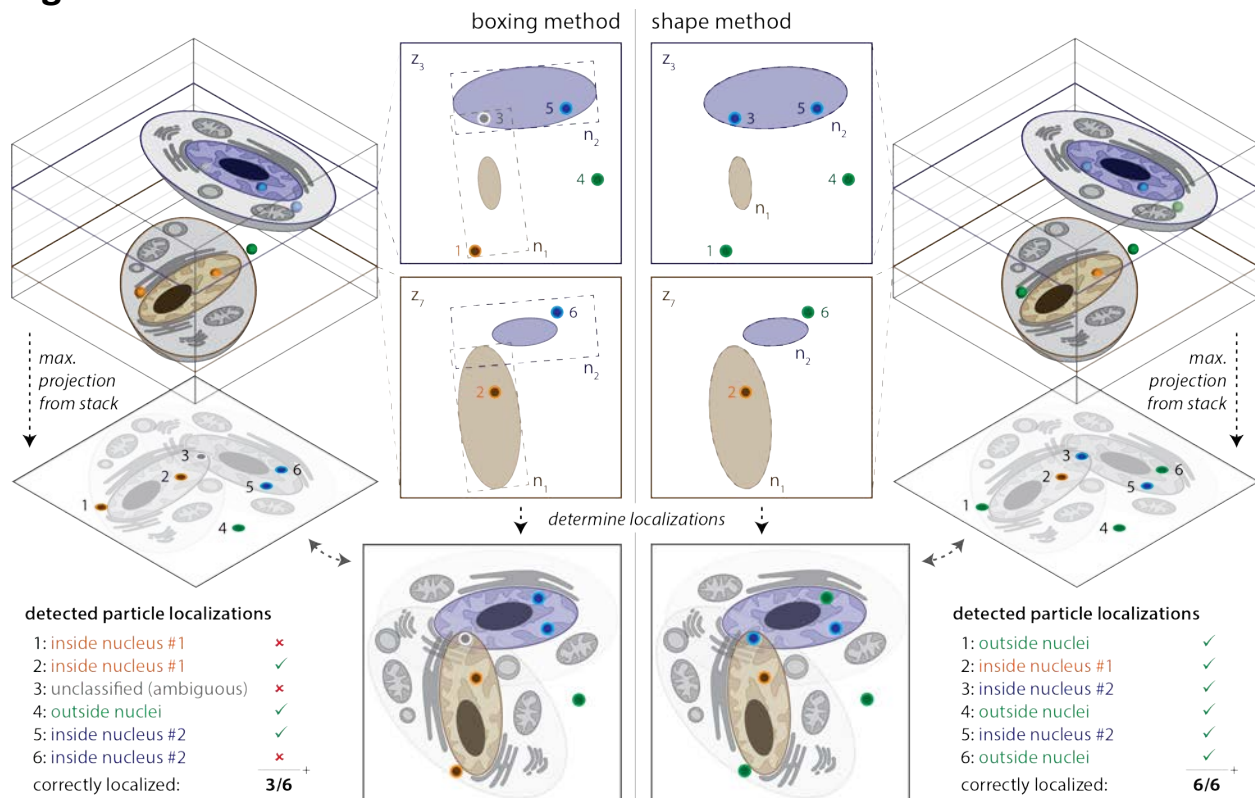 boxing method
shape method
z3
5
3
n2
4
n1
1
z3
3
5
n2
4
n1
1
z7
6
n2
2
n1
z7
6
n2
2
n1
max.
projection
from stack
max.
projection
from stack
3
2
6
5
1
4
3
2
6
5
1
4
determine localizations
detected particle localizations
1: inside nucleus #1 ✗
2: inside nucleus #1 ✓
3: unclassified (ambiguous) ✗
4: outside nuclei ✓
5: inside nucleus #2 ✓
6: inside nucleus #2 ✗
+
correctly localized: 3/6
detected particle localizations
1: outside nuclei ✓
2: inside nucleus #1 ✓
3: inside nucleus #2 ✓
4: outside nuclei ✓
5: inside nucleus #2 ✓
6: outside nuclei ✓
+
correctly localized: 6/6